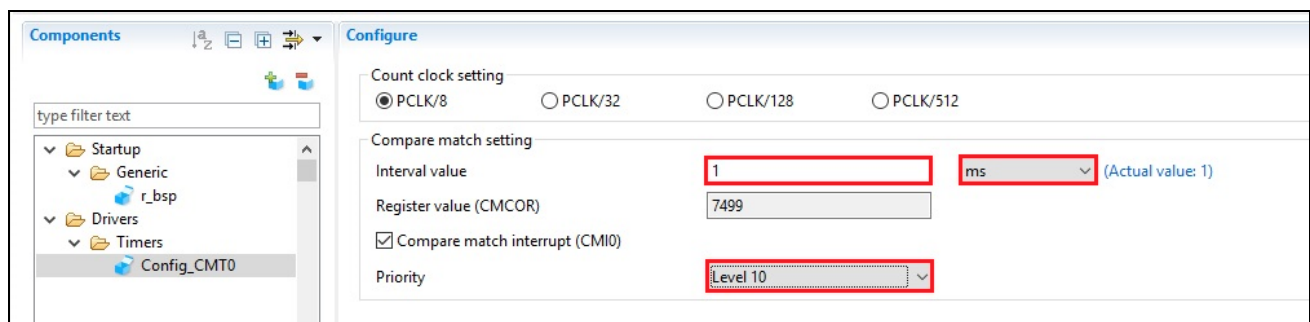 Components
Configure
type filter text
Startup
Generic
r_bsp
Drivers
Timers
Config_CMT0
Count clock setting
PCLK/8 PCLK/32 PCLK/128 PCLK/512
Compare match setting
Interval value 1 ms (Actual value: 1)
Register value (CMCOR) 7499
Compare match interrupt (CMI0)
Priority Level 10